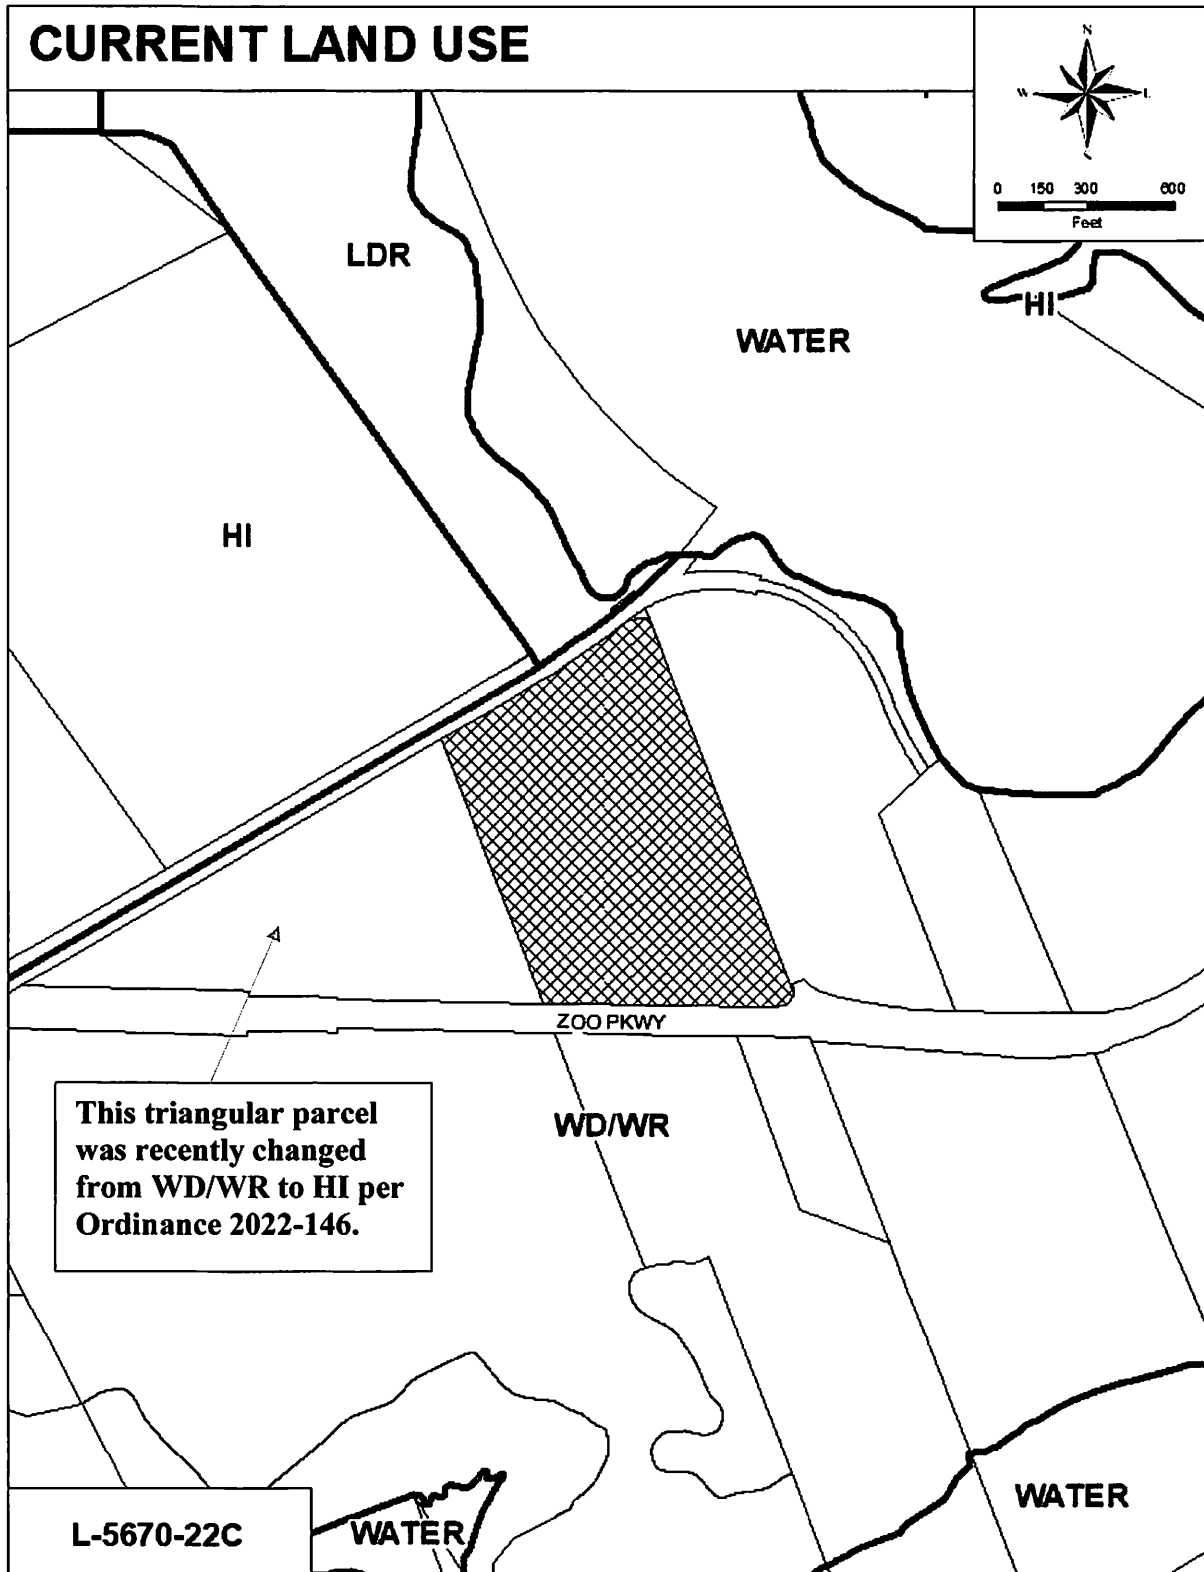 CURRENT LAND USE
N
W
0 150 300 600
Feet
LDR
HI
WATER
HI
ZOO PKWY
WD/WR
This triangular parcel
was recently changed
from WD/WR to HI per
Ordinance 2022-146.
WATER
L-5670-22C
WATER